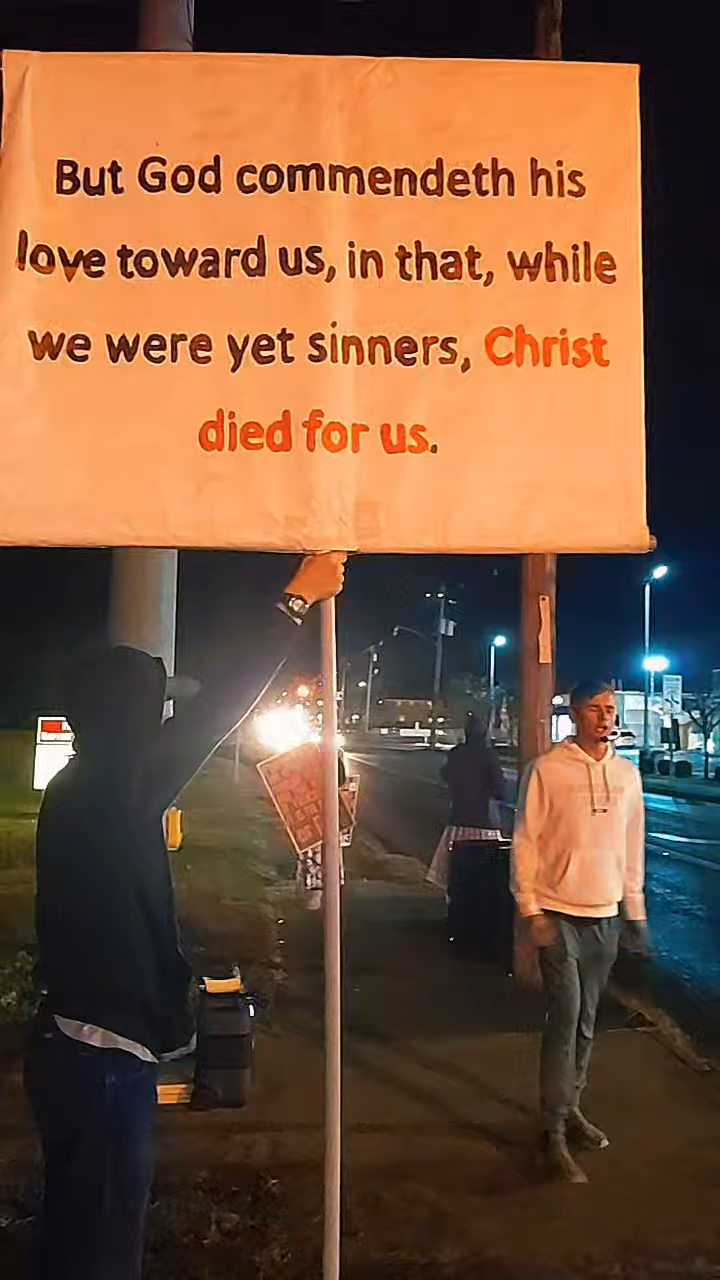 But God commendeth his
love toward us, in that, while
we were yet sinners, Christ
died for us.